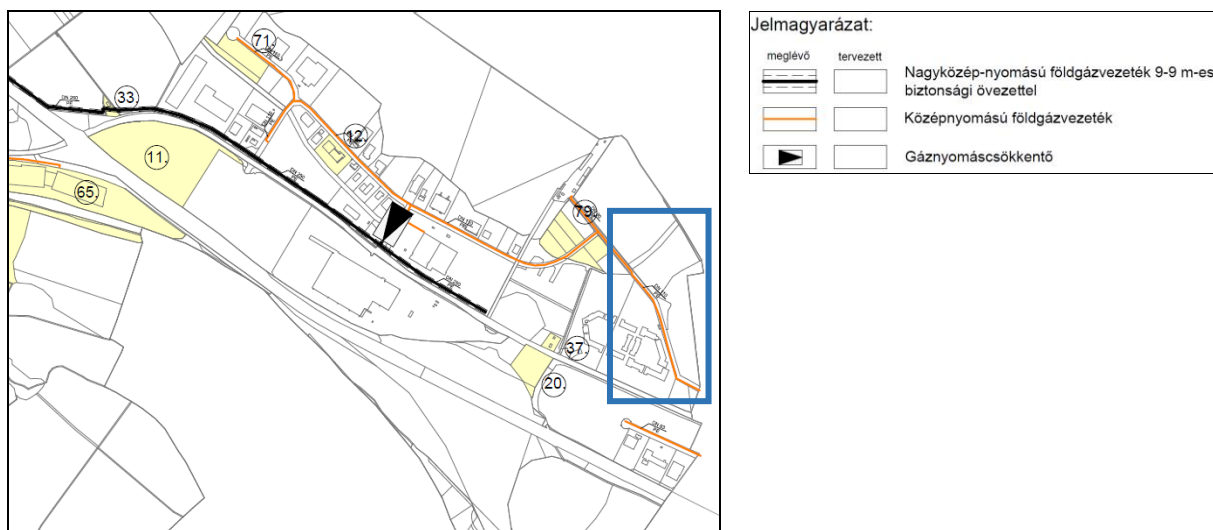 71.
33.
12.
11.
65.
79.
37.
20.
Jelmagyarázat:
meglévő tervezett
Nagyközép-nyomású földgázvezeték 9-9 m-es
biztonsági övezettel
Középnyomású földgázvezeték
Gáznyomáscsökkentő